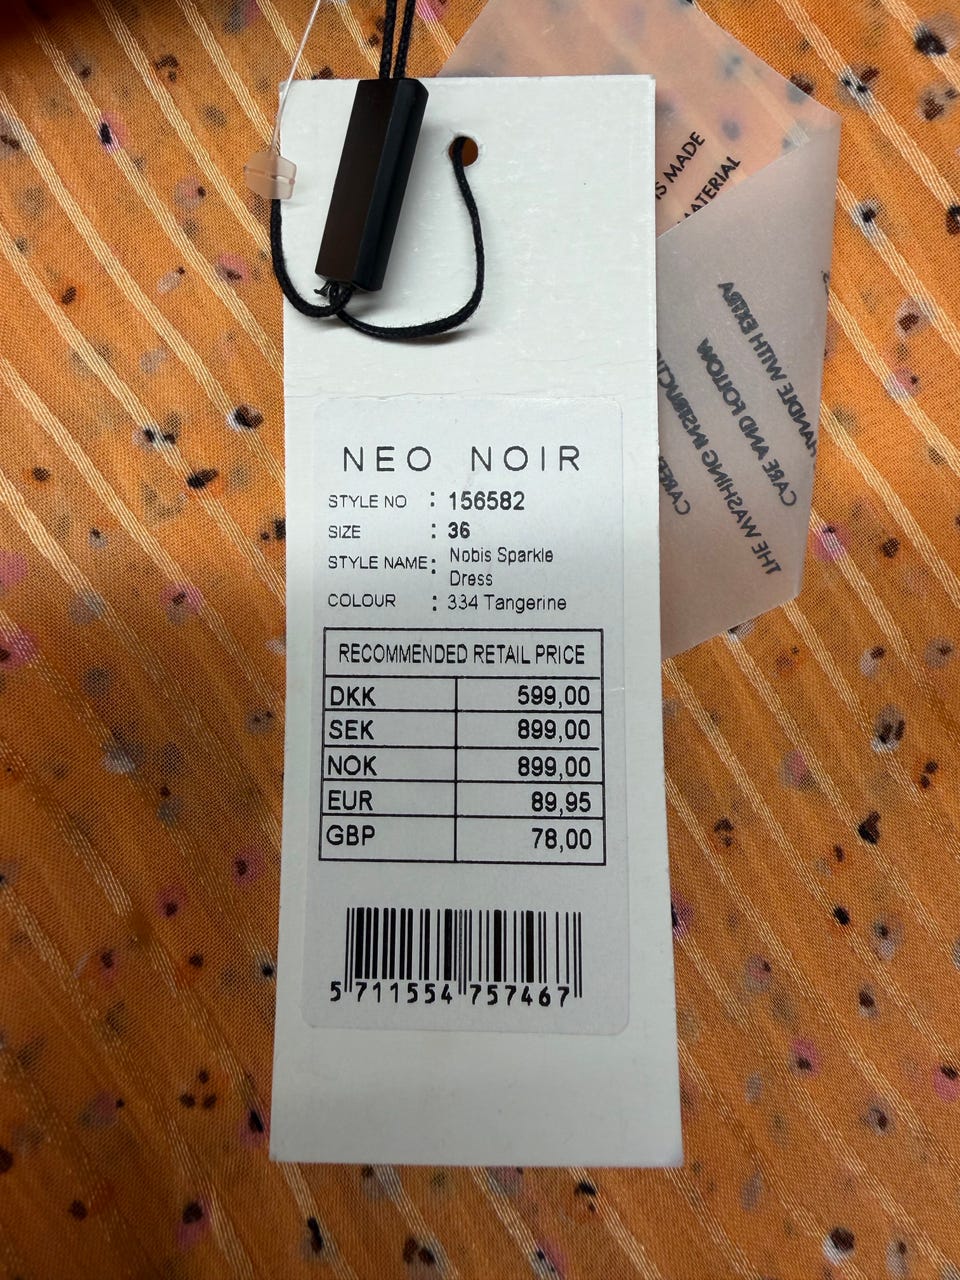 IS MADE
MATERIAL
HANDLE WITH EXTRA
CARE AND FOLLOW
THE WASHING INSTRUCTIONS
NEO NOIR
STYLE NO : 156582
SIZE : 36
STYLE NAME : Nobis Sparkle
Dress
COLOUR : 334 Tangerine
RECOMMENDED RETAIL PRICE
DKK 599,00
SEK 899,00
NOK 899,00
EUR 89,95
GBP 78,00
5 711554 757467